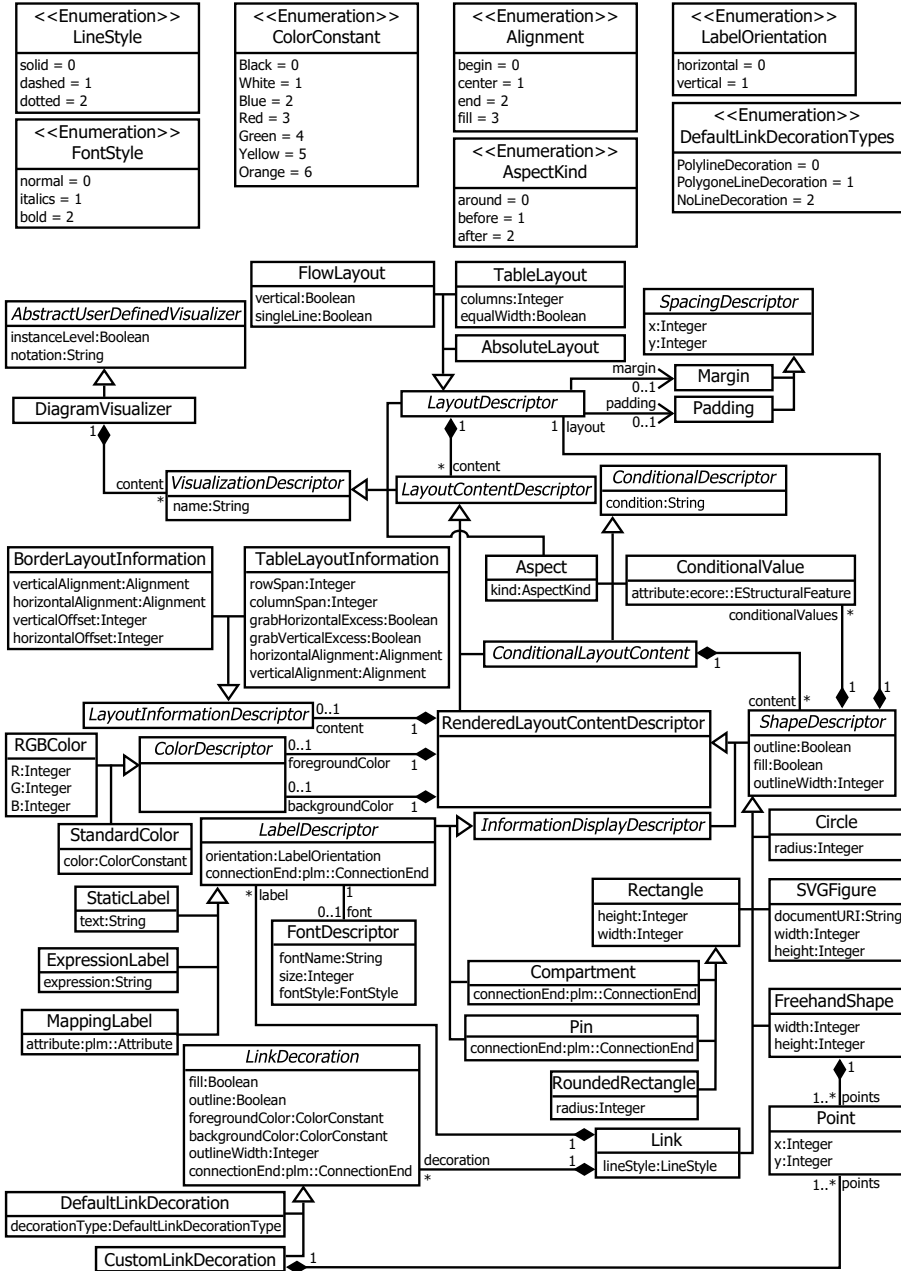 <<Enumeration>>
LineStyle
solid = 0
dashed = 1
dotted = 2
<<Enumeration>>
ColorConstant
Black = 0
White = 1
Blue = 2
Red = 3
Green = 4
Yellow = 5
Orange = 6
<<Enumeration>>
Alignment
begin = 0
center = 1
end = 2
fill = 3
<<Enumeration>>
LabelOrientation
horizontal = 0
vertical = 1
<<Enumeration>>
FontStyle
normal = 0
italics = 1
bold = 2
<<Enumeration>>
AspectKind
around = 0
before = 1
after = 2
<<Enumeration>>
DefaultLinkDecorationTypes
PolylineDecoration = 0
PolygoneLineDecoration = 1
NoLineDecoration = 2
FlowLayout
vertical:Boolean
singleLine:Boolean
TableLayout
columns:Integer
equalWidth:Boolean
AbsoluteLayout
AbstractUserDefinedVisualizer
instanceLevel:Boolean
notation:String
SpacingDescriptor
x:Integer
y:Integer
DiagramVisualizer
1
LayoutDescriptor
margin
0..1
Margin
padding
0..1
Padding
1
1
layout
* content
content
*
VisualizationDescriptor
name:String
LayoutContentDescriptor
ConditionalDescriptor
condition:String
BorderLayoutInformation
verticalAlignment:Alignment
horizontalAlignment:Alignment
verticalOffset:Integer
horizontalOffset:Integer
TableLayoutInformation
rowSpan:Integer
columnSpan:Integer
grabHorizontalExcess:Boolean
grabVerticalExcess:Boolean
horizontalAlignment:Alignment
verticalAlignment:Alignment
Aspect
kind:AspectKind
ConditionalValue
attribute:ecore::EStructuralFeature
conditionalValues *
ConditionalLayoutContent
1
content *
1
1
LayoutInformationDescriptor
0..1
content
1
RenderedLayoutContentDescriptor
ShapeDescriptor
outline:Boolean
fill:Boolean
outlineWidth:Integer
RGBColor
R:Integer
G:Integer
B:Integer
ColorDescriptor
0..1
foregroundColor
1
0..1
backgroundColor
1
StandardColor
color:ColorConstant
LabelDescriptor
orientation:LabelOrientation
connectionEnd:plm::ConnectionEnd
InformationDisplayDescriptor
Circle
radius:Integer
* label
1
0..1 font
StaticLabel
text:String
FontDescriptor
fontName:String
size:Integer
fontStyle:FontStyle
Rectangle
height:Integer
width:Integer
SVGFigure
documentURI:String
width:Integer
height:Integer
ExpressionLabel
expression:String
Compartment
connectionEnd:plm::ConnectionEnd
FreehandShape
width:Integer
height:Integer
MappingLabel
attribute:plm::Attribute
Pin
connectionEnd:plm::ConnectionEnd
LinkDecoration
fill:Boolean
outline:Boolean
foregroundColor:ColorConstant
backgroundColor:ColorConstant
outlineWidth:Integer
connectionEnd:plm::ConnectionEnd
RoundedRectangle
radius:Integer
1
1..* points
Point
x:Integer
y:Integer
1
Link
lineStyle:LineStyle
decoration
*
1
1..* points
DefaultLinkDecoration
decorationType:DefaultLinkDecorationType
CustomLinkDecoration
1